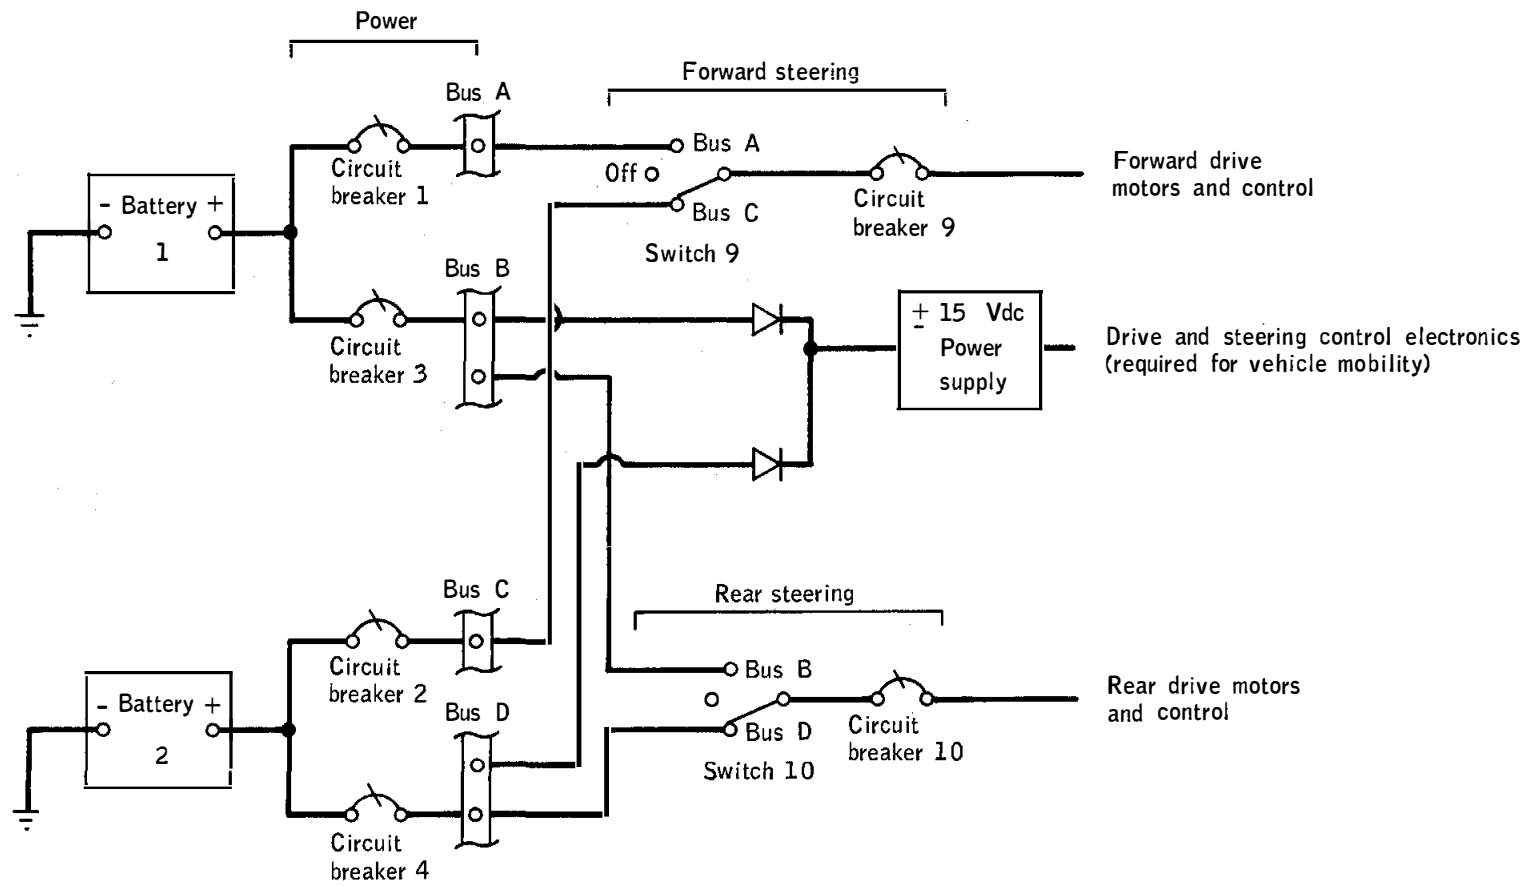 Power
Forward steering
Bus A
Bus A
Off
Bus C
Switch 9
Circuit
breaker 1
Circuit
breaker 9
Forward drive
motors and control
- Battery +
1
Bus B
Circuit
breaker 3
± 15 Vdc
Power
supply
Drive and steering control electronics
(required for vehicle mobility)
Bus C
Circuit
breaker 2
Rear steering
Bus B
Bus D
Switch 10
Circuit
breaker 10
Rear drive motors
and control
- Battery +
2
Bus D
Circuit
breaker 4